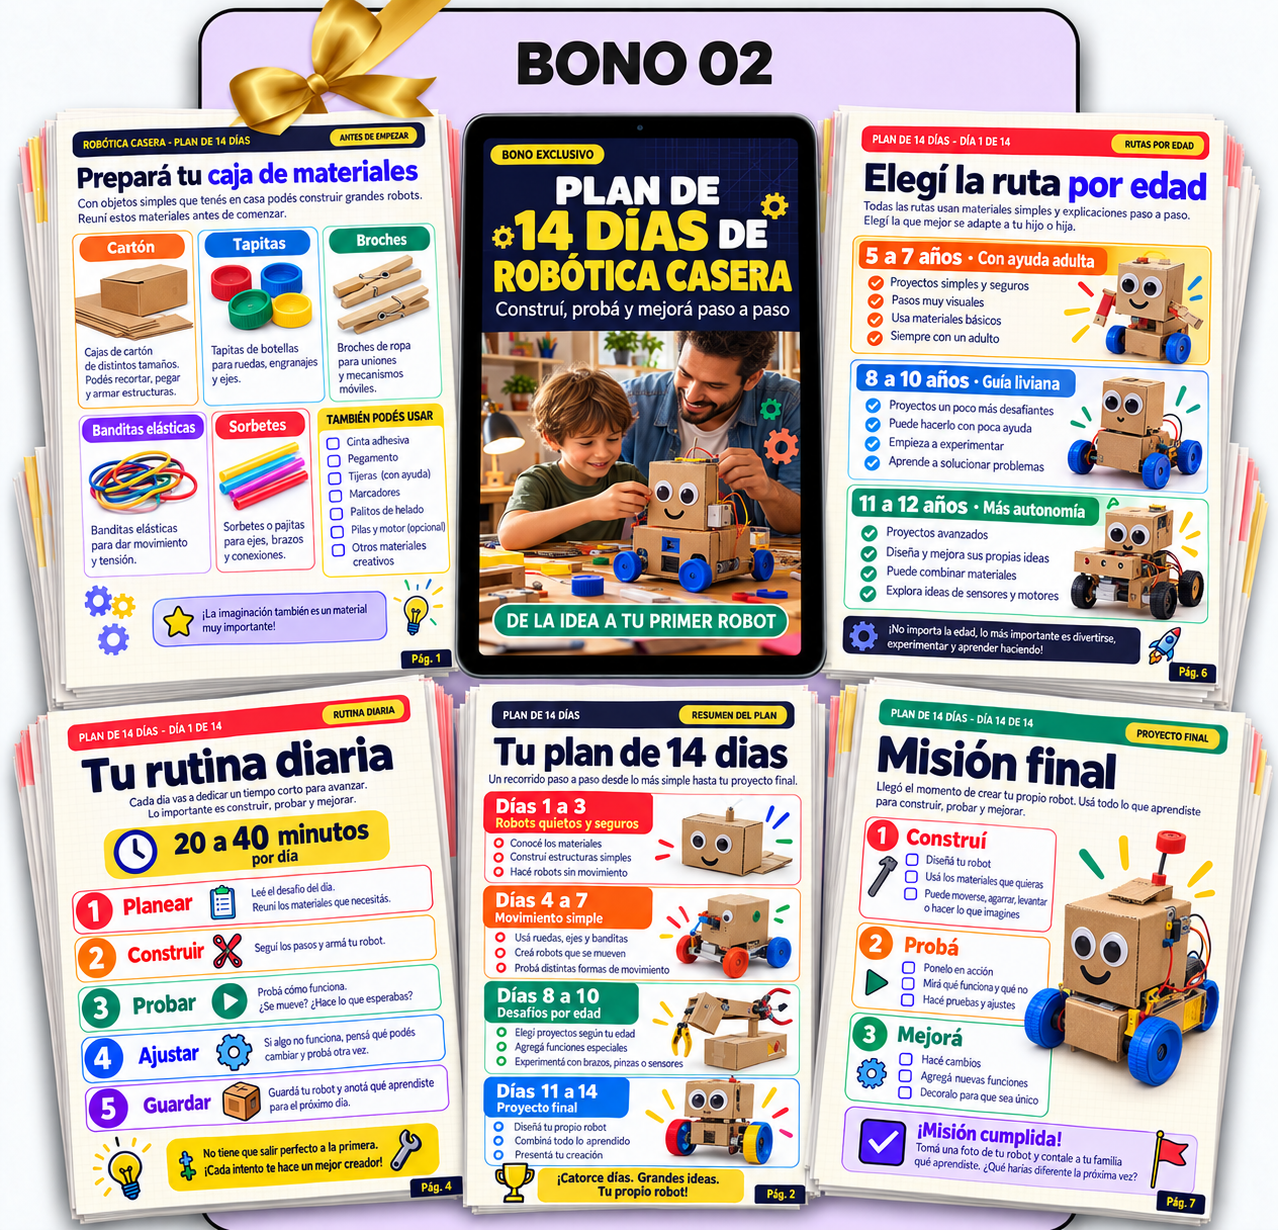 BONO 02
ROBÓTICA CASERA - PLAN DE 14 DÍAS
ANTES DE EMPEZAR
Prepará tu caja de materiales
Con objetos simples que tenés en casa podés construir grandes robots.
Reuní estos materiales antes de comenzar.
Cartón
Cajas de cartón
de distintos tamaños.
Podés recortar, pegar
y armar estructuras.
Tapitas
Tapitas de botellas
para ruedas, engranajes
y ejes.
Broches
Broches de ropa
para uniones
y mecanismos
móviles.
Banditas elásticas
Banditas elásticas
para dar movimiento
y tensión.
Sorbetes
Sorbetes o pajitas
para ejes, brazos
y conexiones.
TAMBIÉN PODÉS USAR
Cinta adhesiva
Pegamento
Tijeras (con ayuda)
Marcadores
Palitos de helado
Pilas y motor (opcional)
Otros materiales
creativos
¡La imaginación también es un material
muy importante!
Pág. 1
BONO EXCLUSIVO
PLAN DE
14 DÍAS DE
ROBÓTICA CASERA
Construí, probá y mejorá paso a paso
DE LA IDEA A TU PRIMER ROBOT
PLAN DE 14 DÍAS - DÍA 1 DE 14
RUTAS POR EDAD
Elegí la ruta por edad
Todas las rutas usan materiales simples y explicaciones paso a paso.
Elegí la que mejor se adapte a tu hijo o hija.
5 a 7 años · Con ayuda adulta
Proyectos simples y seguros
Pasos muy visuales
Usa materiales básicos
Siempre con un adulto
8 a 10 años · Guía liviana
Proyectos un poco más desafiantes
Puede hacerlo con poca ayuda
Empieza a experimentar
Aprende a solucionar problemas
11 a 12 años · Más autonomía
Proyectos avanzados
Diseña y mejora sus propias ideas
Puede combinar materiales
Explora ideas de sensores y motores
¡No importa la edad, lo más importante es divertirse,
experimentar y aprender haciendo!
Pág. 6
PLAN DE 14 DÍAS - DÍA 1 DE 14
RUTINA DIARIA
Tu rutina diaria
Cada día vas a dedicar un tiempo corto para avanzar.
Lo importante es construir, probar y mejorar.
20 a 40 minutos
por día
1 Planear
Leé el desafío del día.
Reuní los materiales que necesitás.
2 Construir
Seguí los pasos y armá tu robot.
3 Probar
Probá cómo funciona.
¿Se mueve? ¿Hace lo que esperabas?
4 Ajustar
Si algo no funciona, pensá qué podés
cambiar y probá otra vez.
5 Guardar
Guardá tu robot y anotá qué aprendiste
para el próximo día.
No tiene que salir perfecto a la primera.
¡Cada intento te hace un mejor creador!
Pág. 4
PLAN DE 14 DÍAS
RESUMEN DEL PLAN
Tu plan de 14 dias
Un recorrido paso a paso desde lo más simple hasta tu proyecto final.
Días 1 a 3
Robots quietos y seguros
Conocé los materiales
Construí estructuras simples
Hacé robots sin movimiento
Días 4 a 7
Movimiento simple
Usá ruedas, ejes y banditas
Creá robots que se mueven
Probá distintas formas de movimiento
Días 8 a 10
Desafíos por edad
Elegí proyectos según tu edad
Agregá funciones especiales
Experimentá con brazos, pinzas o sensores
Días 11 a 14
Proyecto final
Diseñá tu propio robot
Combiná todo lo aprendido
Presentá tu creación
¡Catorce días. Grandes ideas.
Tu propio robot!
Pág. 2
PLAN DE 14 DÍAS - DÍA 14 DE 14
PROYECTO FINAL
Misión final
Llegó el momento de crear tu propio robot. Usá todo lo que aprendiste
para construir, probar y mejorar.
1 Construí
Diseñá tu robot
Usá los materiales que quieras
Puede moverse, agarrar, levantar
o hacer lo que imagines
2 Probá
Ponelo en acción
Mirá qué funciona y qué no
Hacé pruebas y ajustes
3 Mejorá
Hacé cambios
Agregá nuevas funciones
Decoralo para que sea único
¡Misión cumplida!
Tomá una foto de tu robot y contale a tu familia
qué aprendiste. ¿Qué harías diferente la próxima vez?
Pág. 7